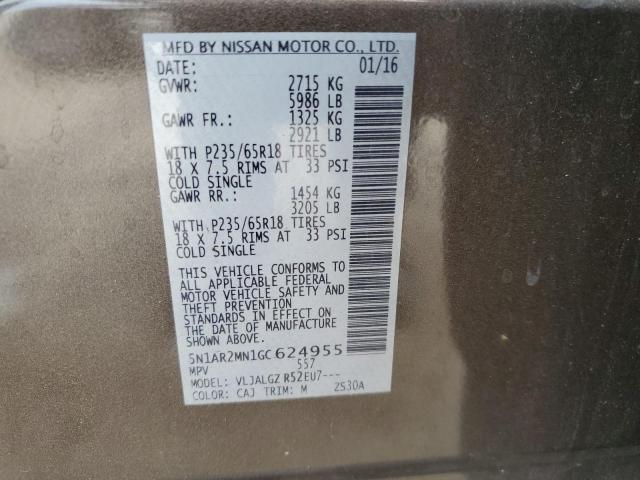 MFD BY NISSAN MOTOR CO., LTD.
DATE: 01/16
GVWR: 2715 KG
5986 LB
GAWR FR.: 1325 KG
2921 LB
WITH P235/65R18 TIRES
18 X 7.5 RIMS AT 33 PSI
COLD SINGLE
GAWR RR.: 1454 KG
3205 LB
WITH P235/65R18 TIRES
18 X 7.5 RIMS AT 33 PSI
COLD SINGLE
THIS VEHICLE CONFORMS TO
ALL APPLICABLE FEDERAL
MOTOR VEHICLE SAFETY AND
THEFT PREVENTION
STANDARDS IN EFFECT ON
THE DATE OF MANUFACTURE
SHOWN ABOVE.
5N1AR2MN1GC624955
MPV 557
MODEL: VLJALGZ R52EU7---
COLOR: CAJ TRIM: M 2S30A